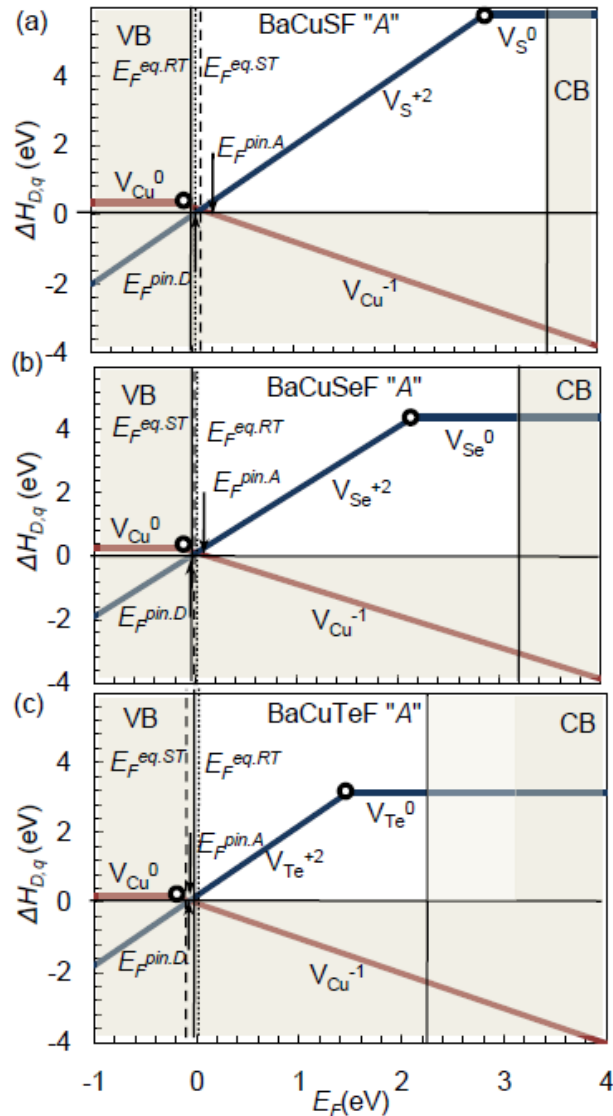 (a)
VB
BaCuSF "A"
V_S^0
CB
E_F^eq.RT
E_F^eq.ST
V_S^+2
E_F^pin.A
V_Cu^0
E_F^pin.D
V_Cu^-1
ΔH_D,q (eV)
4
2
0
-2
-4
(b)
VB
BaCuSeF "A"
CB
E_F^eq.ST
E_F^eq.RT
V_Se^0
E_F^pin.A
V_Se^+2
V_Cu^0
E_F^pin.D
V_Cu^-1
ΔH_D,q (eV)
4
2
0
-2
-4
(c)
VB
BaCuTeF "A"
CB
E_F^eq.ST
E_F^eq.RT
V_Te^0
E_F^pin.A
V_Te^+2
V_Cu^0
E_F^pin.D
V_Cu^-1
ΔH_D,q (eV)
4
2
0
-2
-4
-1 0 1 2 3 4
E_F(eV)